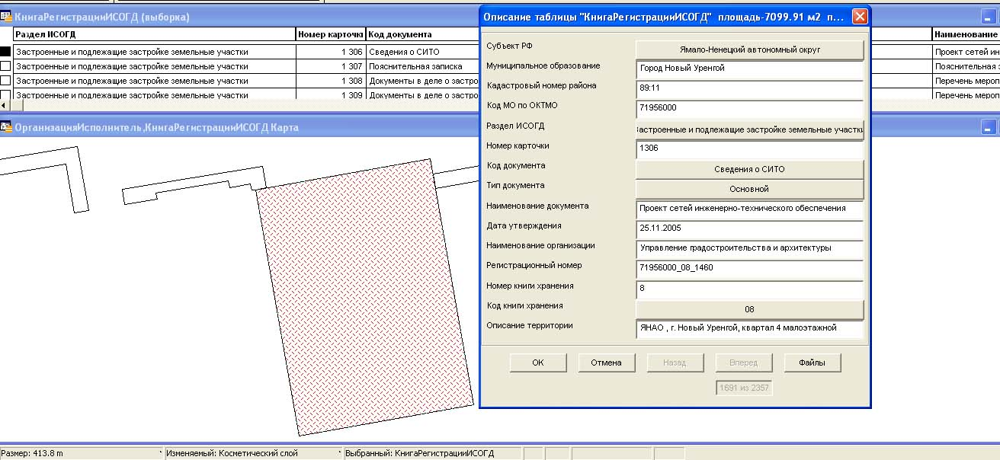 КнигаРегистрацииИСОГД (выборка)
Раздел ИСОГД Номер карточки Код документа Наименование
Застроенные и подлежащие застройке земельные участки 1 306 Сведения о СИТО Проект сетей ин
Застроенные и подлежащие застройке земельные участки 1 307 Пояснительная записка Пояснительная з
Застроенные и подлежащие застройке земельные участки 1 308 Документы в деле о застро Перечень мероп
Застроенные и подлежащие застройке земельные участки 1 309 Документы в деле о застро Перечень мероп
ОрганизацияИсполнитель,КнигаРегистрацииИСОГД Карта
Описание таблицы "КнигаРегистрацииИСОГД" площадь-7099.91 м2 п...
Субъект РФ Ямало-Ненецкий автономный округ
Муниципальное образование Город Новый Уренгой
Кадастровый номер района 89:11
Код МО по ОКТМО 71956000
Раздел ИСОГД Застроенные и подлежащие застройке земельные участки
Номер карточки 1306
Код документа Сведения о СИТО
Тип документа Основной
Наименование документа Проект сетей инженерно-технического обеспечения
Дата утверждения 25.11.2005
Наименование организации Управление градостроительства и архитектуры
Регистрационный номер 71956000_08_1460
Номер книги хранения 8
Код книги хранения 08
Описание территории ЯНАО , г. Новый Уренгой, квартал 4 малоэтажной
ОК Отмена Назад Вперед Файлы
1691 из 2357
Размер: 413.8 m Изменяемый: Косметический слой Выбранный: КнигаРегистрацииИСОГД